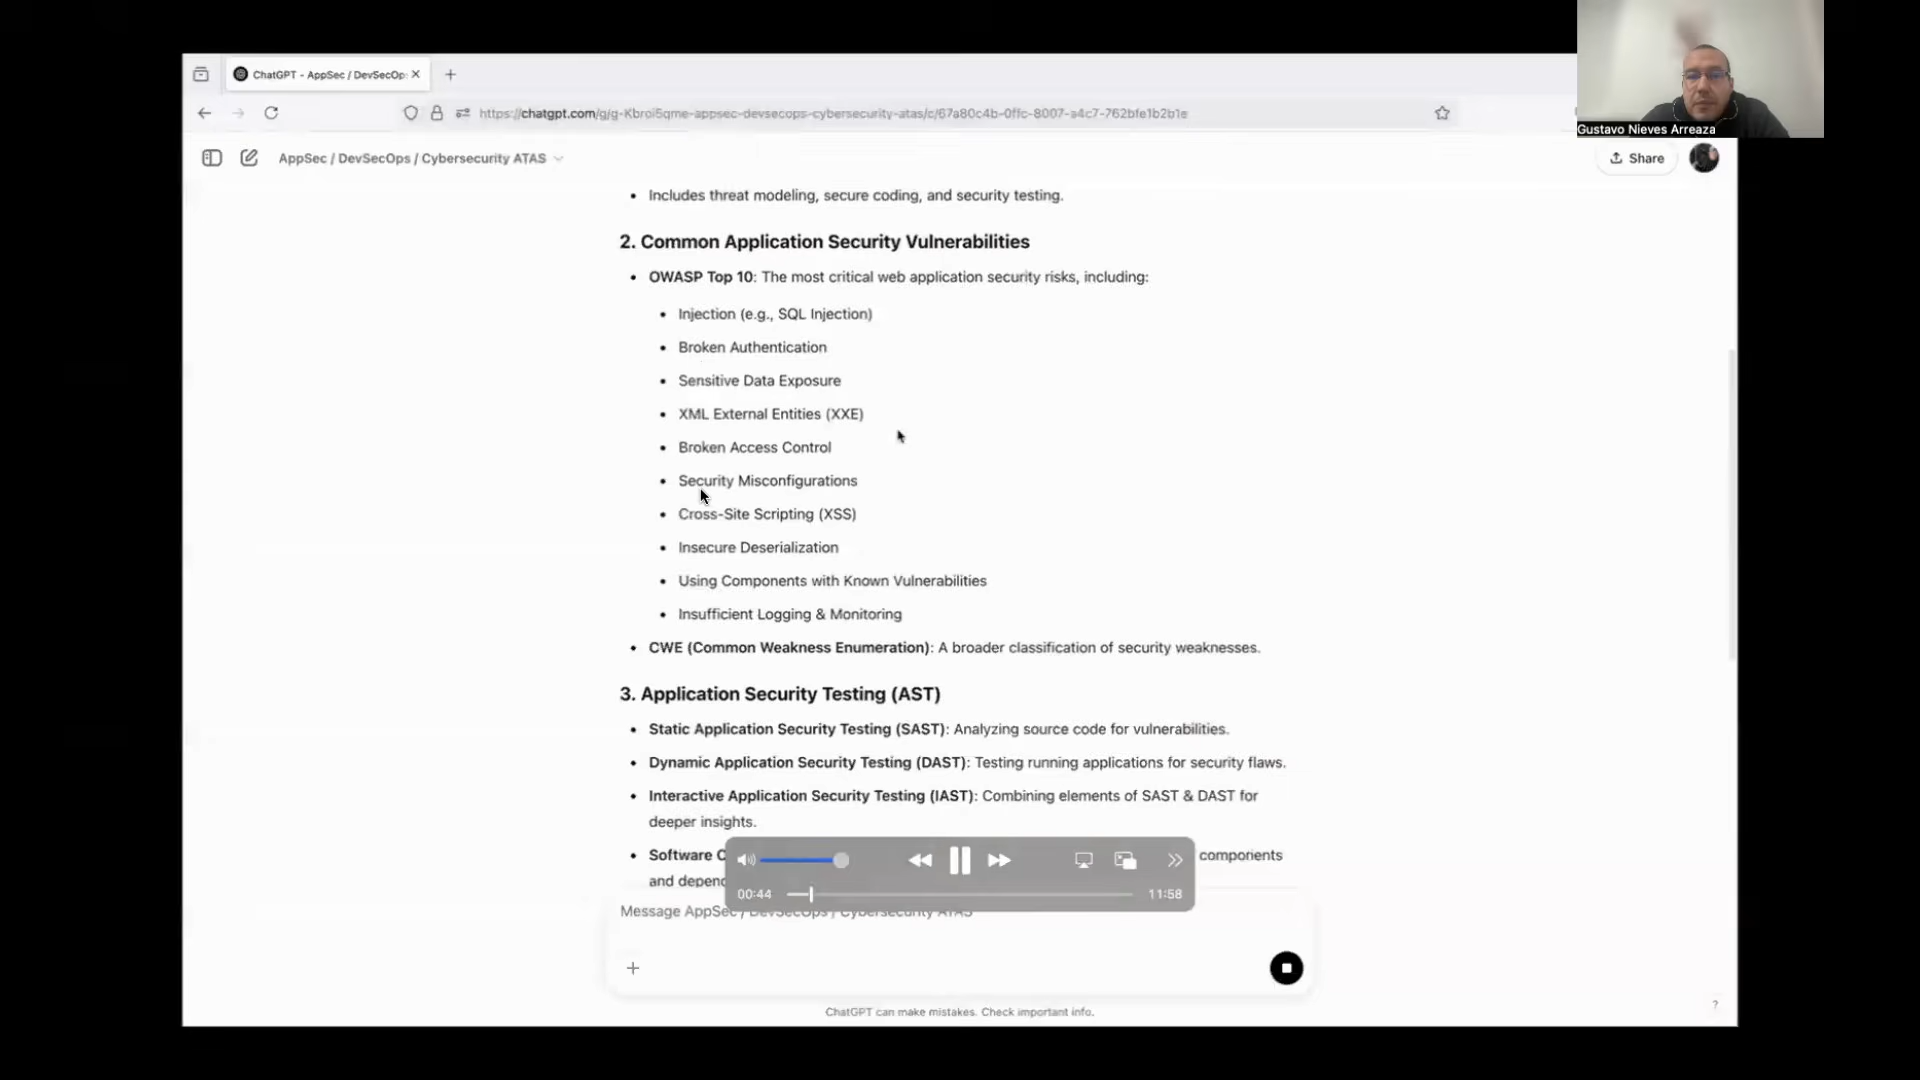 ChatGPT - AppSec / DevSecOp
https://chatgpt.com/g/g-Kbroi5qme-appsec-devsecops-cybersecurity-atas/c/67a80c4b-0ffc-8007-a4c7-762bfe1b2b1e
Gustavo Nieves Arreaza
AppSec / DevSecOps / Cybersecurity ATAS
Share
• Includes threat modeling, secure coding, and security testing.
2. Common Application Security Vulnerabilities
• OWASP Top 10: The most critical web application security risks, including:
• Injection (e.g., SQL Injection)
• Broken Authentication
• Sensitive Data Exposure
• XML External Entities (XXE)
• Broken Access Control
• Security Misconfigurations
• Cross-Site Scripting (XSS)
• Insecure Deserialization
• Using Components with Known Vulnerabilities
• Insufficient Logging & Monitoring
• CWE (Common Weakness Enumeration): A broader classification of security weaknesses.
3. Application Security Testing (AST)
• Static Application Security Testing (SAST): Analyzing source code for vulnerabilities.
• Dynamic Application Security Testing (DAST): Testing running applications for security flaws.
• Interactive Application Security Testing (IAST): Combining elements of SAST & DAST for
deeper insights.
• Software C components
and depend
00:44 11:58
Message AppSec / DevSecOps / Cybersecurity ATAS
ChatGPT can make mistakes. Check important info.
?